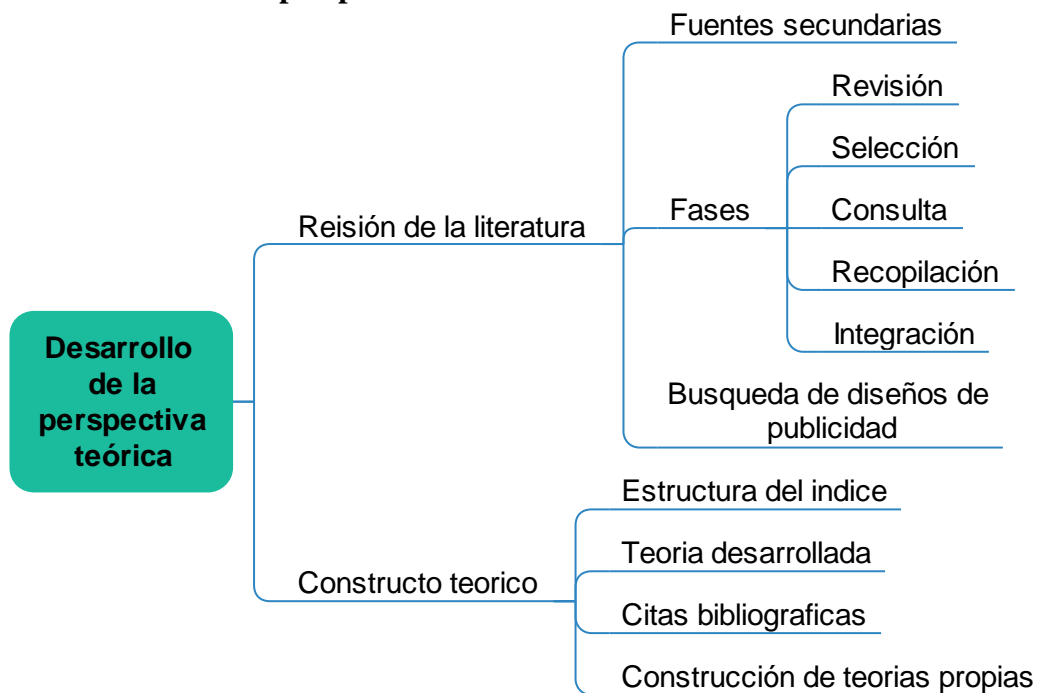 Desarrollo
de la
perspectiva
teórica
Reisión de la literatura
Fuentes secundarias
Fases
Revisión
Selección
Consulta
Recopilación
Integración
Busqueda de diseños de
publicidad
Constructo teorico
Estructura del indice
Teoria desarrollada
Citas bibliograficas
Construcción de teorias propias